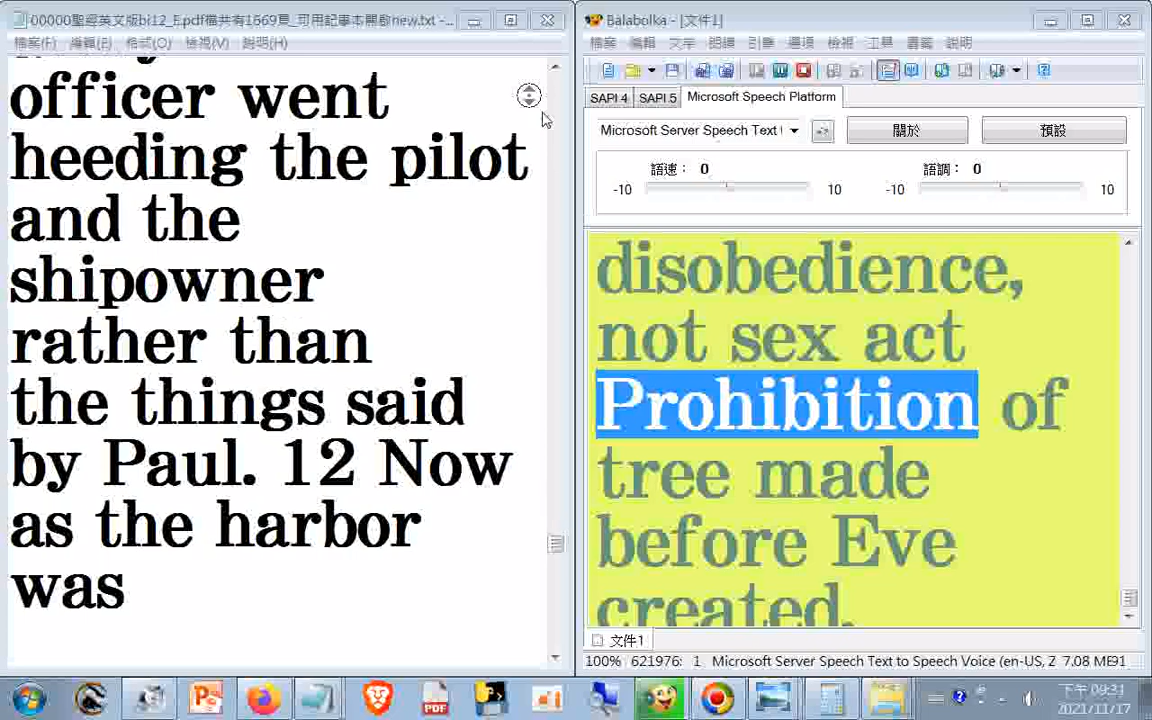 00000聖經英文版bi12_E.pdf檔共有1669頁_可用記事本開啟new.txt -...
檔案(F) 編輯(E) 格式(O) 檢視(V) 說明(H)
officer went
heeding the pilot
and the
shipowner
rather than
the things said
by Paul. 12 Now
as the harbor
was
Balabolka - [文件1]
檔案 編輯 文字 朗讀 引擎 選項 檢視 工具 書籤 說明
SAPI 4 SAPI 5 Microsoft Speech Platform
Microsoft Server Speech Text 關於 預設
語速： 0 語調： 0
-10 10 -10 10
disobedience,
not sex act
Prohibition of
tree made
before Eve
created.
文件1
100% 621976: 1 Microsoft Server Speech Text to Speech Voice (en-US, Z 7.08 ME91
PDF
下午 09:31
2021/11/17